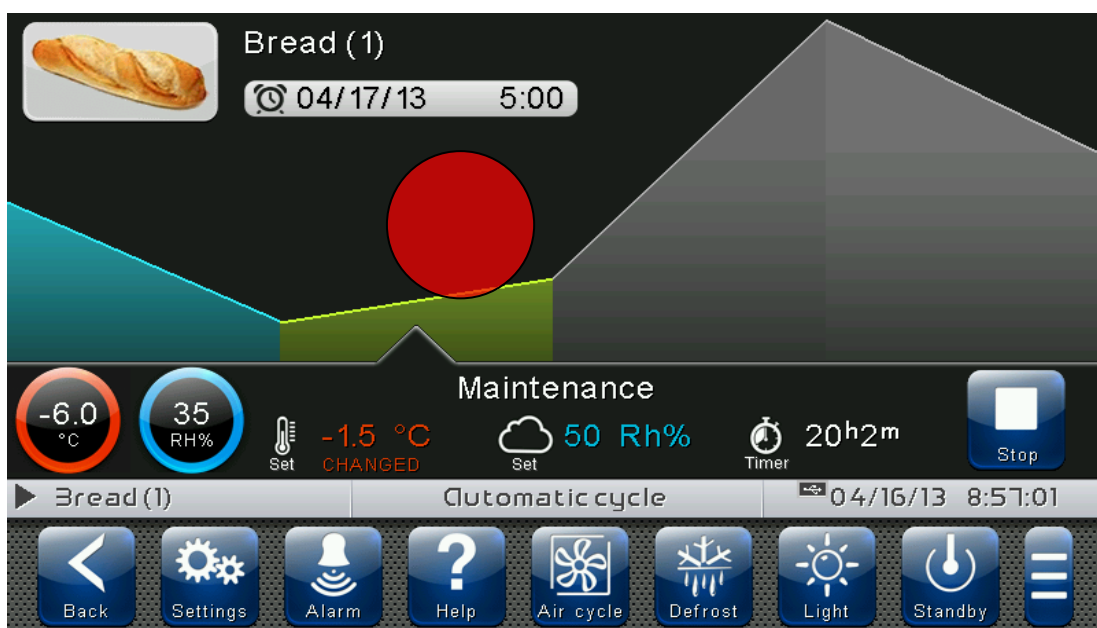 Bread (1)
04/17/13 5:00
Maintenance
-6.0 °C
35 RH%
Set -1.5 °C CHANGED
Set 50 Rh%
Timer 20h2m
Stop
Bread (1) Automatic cycle 04/16/13 8:57:01
Back Settings Alarm Help Air cycle Defrost Light Standby